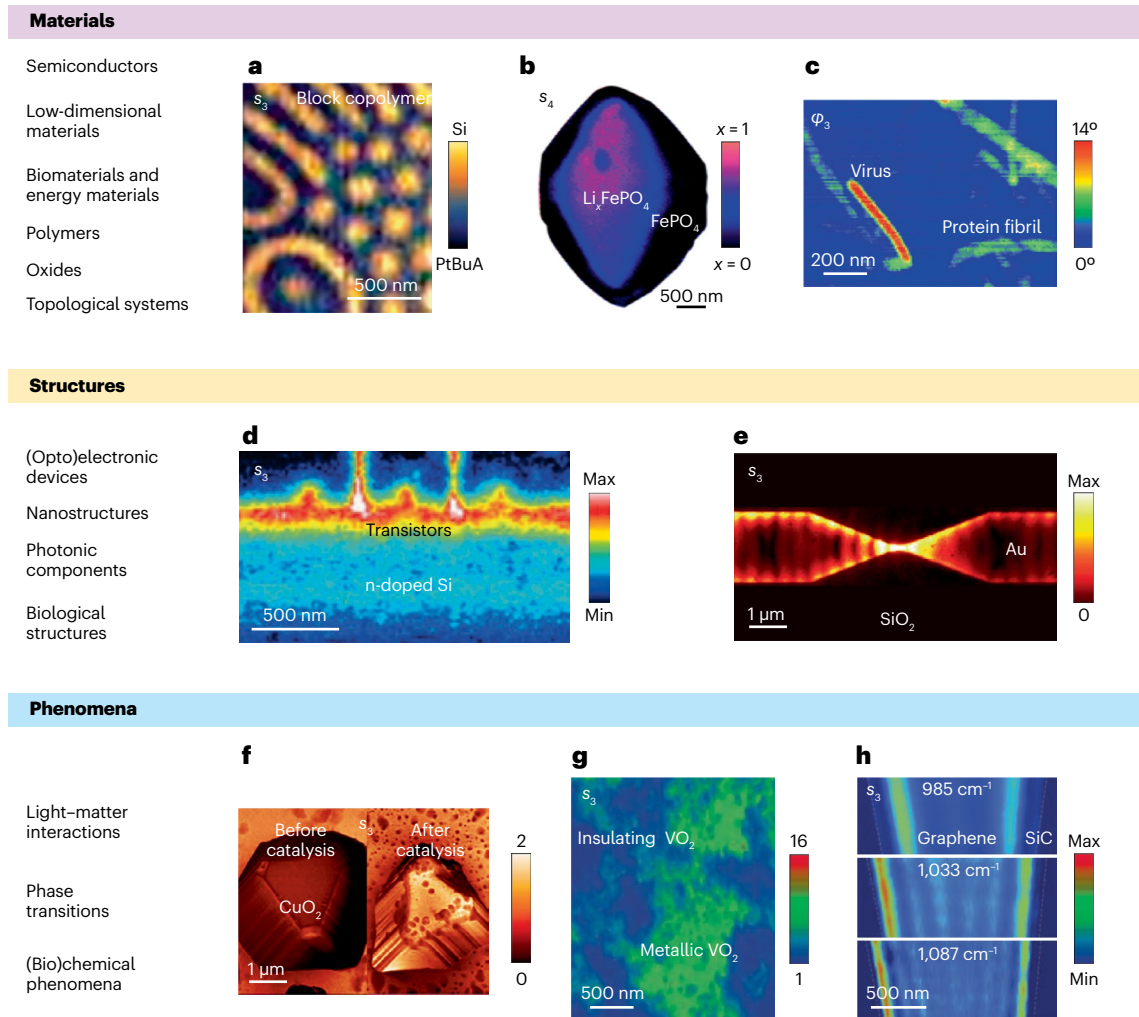 Materials
Semiconductors
Low-dimensional
materials
Biomaterials and
energy materials
Polymers
Oxides
Topological systems
a
s₃ Block copolymer
Si
PtBuA
500 nm
b
s₄
x = 1
LiₓFePO₄
FePO₄
x = 0
500 nm
c
φ₃
14º
Virus
Protein fibril
200 nm
0º
Structures
(Opto)electronic
devices
Nanostructures
Photonic
components
Biological
structures
d
s₃
Max
Transistors
n-doped Si
500 nm
Min
e
s₃
Max
Au
1 µm
SiO₂
0
Phenomena
Light–matter
interactions
Phase
transitions
(Bio)chemical
phenomena
f
Before
catalysis
s₃
After
catalysis
2
CuO₂
1 µm
0
g
s₃
Insulating VO₂
16
Metallic VO₂
500 nm
1
h
s₃
985 cm⁻¹
Graphene
SiC
Max
1,033 cm⁻¹
1,087 cm⁻¹
500 nm
Min